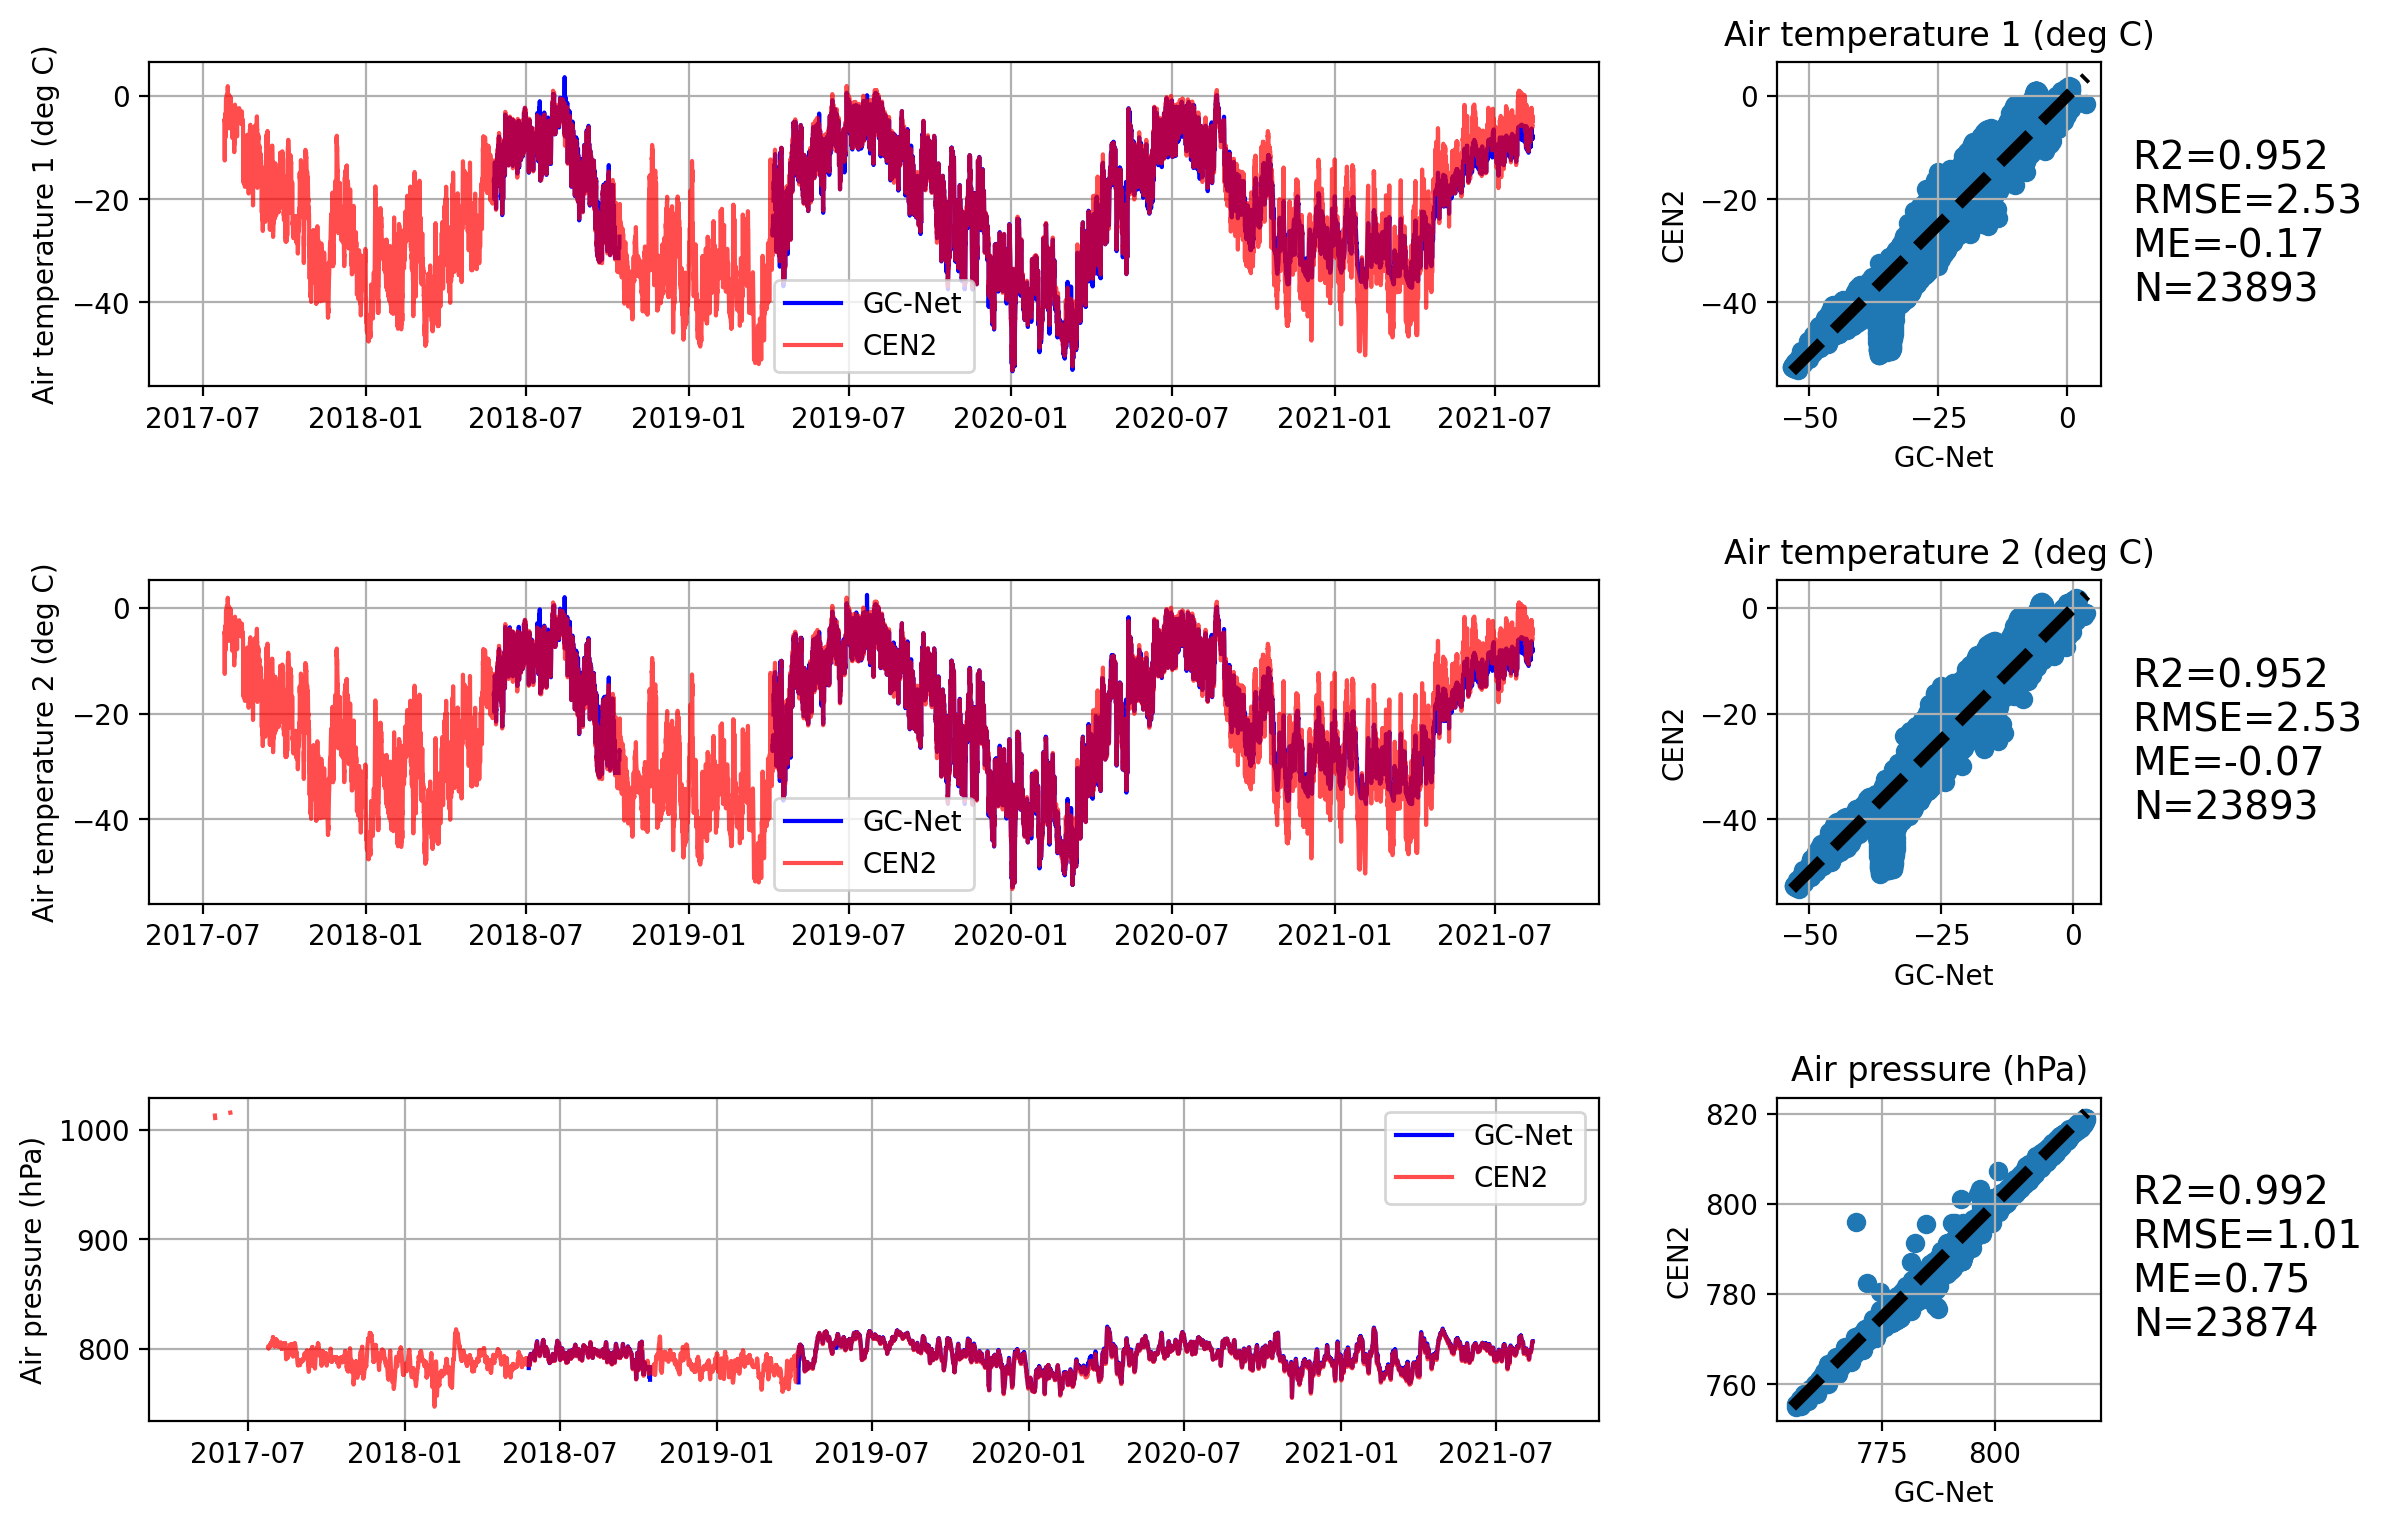 Air temperature 1 (deg C)
Air temperature 1 (deg C)
0
−20
−40
GC-Net
CEN2
2017-07 2018-01 2018-07 2019-01 2019-07 2020-01 2020-07 2021-01 2021-07
CEN2
0
−20
−40
−50 −25 0
GC-Net
R2=0.952
RMSE=2.53
ME=-0.17
N=23893
Air temperature 2 (deg C)
Air temperature 2 (deg C)
0
−20
−40
GC-Net
CEN2
2017-07 2018-01 2018-07 2019-01 2019-07 2020-01 2020-07 2021-01 2021-07
CEN2
0
−20
−40
−50 −25 0
GC-Net
R2=0.952
RMSE=2.53
ME=-0.07
N=23893
Air pressure (hPa)
Air pressure (hPa)
1000
900
800
GC-Net
CEN2
2017-07 2018-01 2018-07 2019-01 2019-07 2020-01 2020-07 2021-01 2021-07
CEN2
820
800
780
760
775 800
GC-Net
R2=0.992
RMSE=1.01
ME=0.75
N=23874